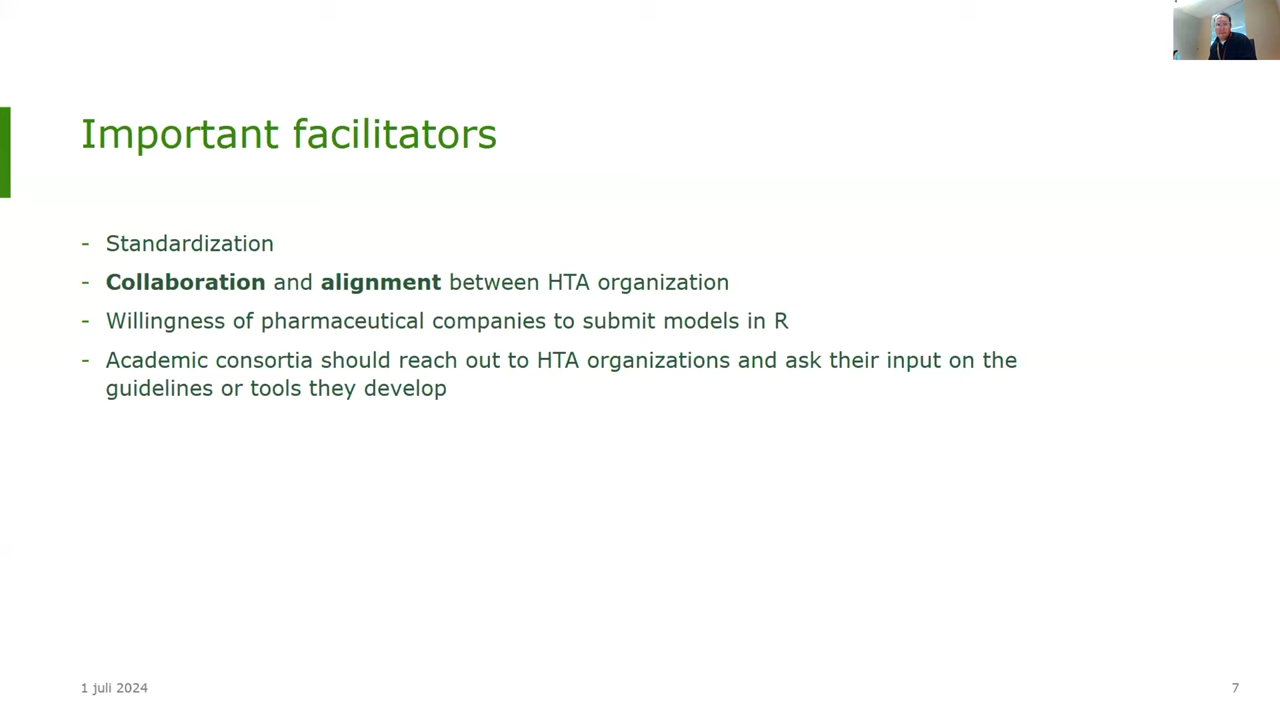 Important facilitators
- Standardization
- Collaboration and alignment between HTA organization
- Willingness of pharmaceutical companies to submit models in R
- Academic consortia should reach out to HTA organizations and ask their input on the
guidelines or tools they develop
1 juli 2024
7